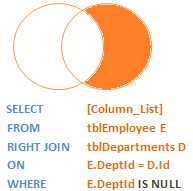 SELECT [Column_List]
FROM tblEmployee E
RIGHT JOIN tblDepartments D
ON E.DeptId = D.Id
WHERE E.DeptId IS NULL